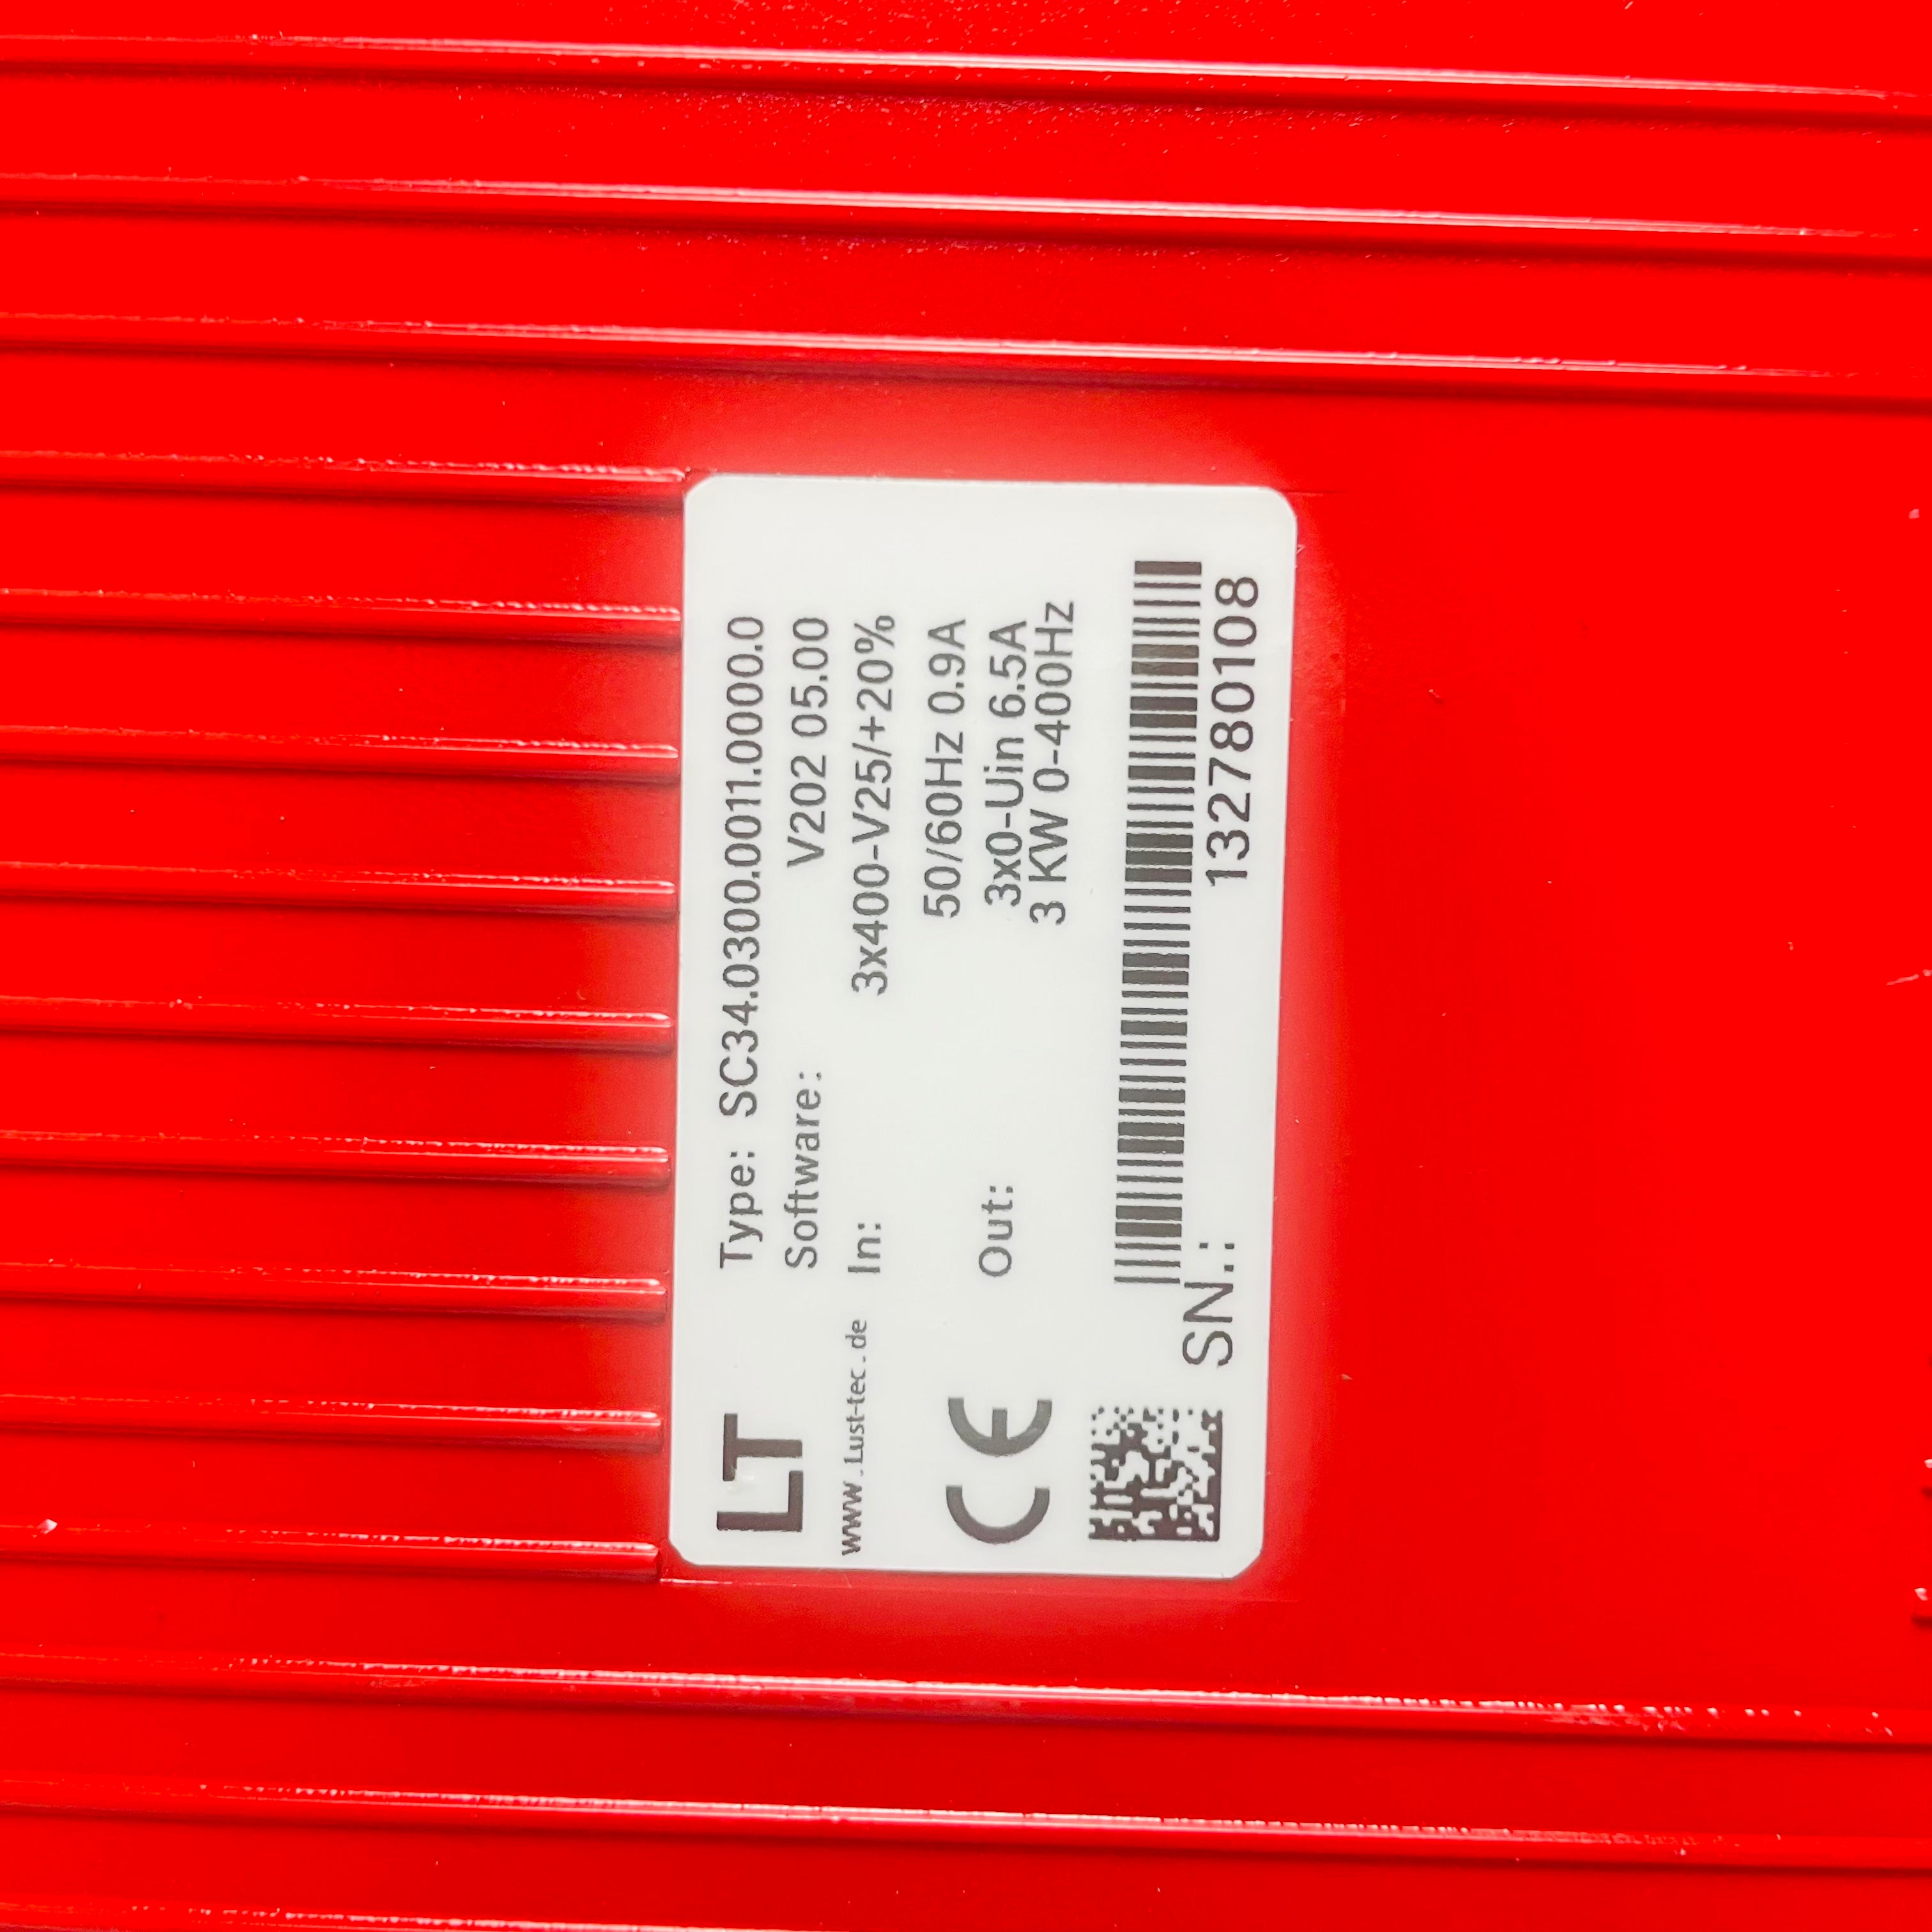 LT
www.Lust-tec.de
Type: SC34.0300.0011.0000.0
Software: V202 05.00
In: 3x400-V25/+20%
50/60Hz 0.9A
Out: 3x0-Uin 6.5A
3 KW 0-400Hz
CE
SN.: 13278010８